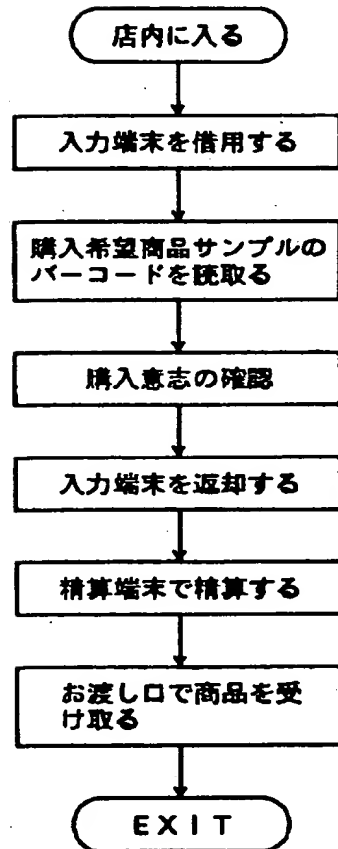 店内に入る
入力端末を借用する
購入希望商品サンプルの
バーコードを読取る
購入意志の確認
入力端末を返却する
精算端末で精算する
お渡し口で商品を受
け取る
EXIT